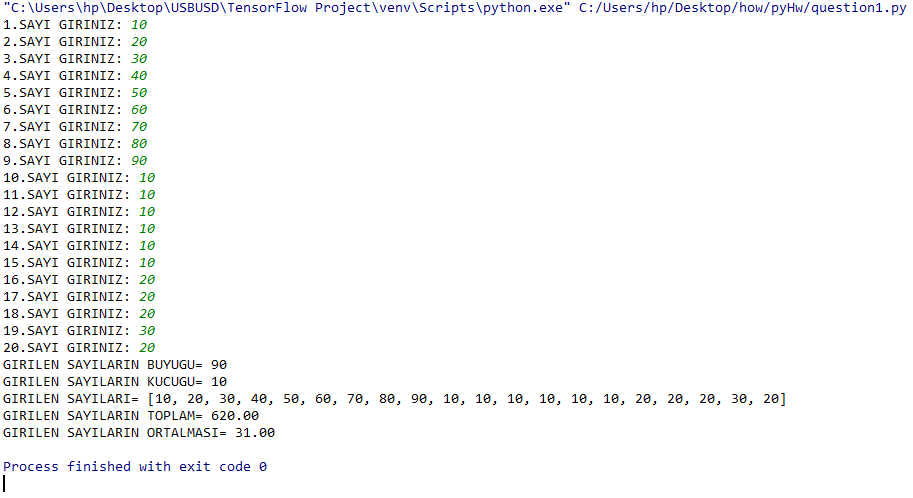 "C:\Users\hp\Desktop\USBUSD\TensorFlow Project\venv\Scripts\python.exe" C:/Users/hp/Desktop/how/pyHw/question1.py
1.SAYI GIRINIZ: 10
2.SAYI GIRINIZ: 20
3.SAYI GIRINIZ: 30
4.SAYI GIRINIZ: 40
5.SAYI GIRINIZ: 50
6.SAYI GIRINIZ: 60
7.SAYI GIRINIZ: 70
8.SAYI GIRINIZ: 80
9.SAYI GIRINIZ: 90
10.SAYI GIRINIZ: 10
11.SAYI GIRINIZ: 10
12.SAYI GIRINIZ: 10
13.SAYI GIRINIZ: 10
14.SAYI GIRINIZ: 10
15.SAYI GIRINIZ: 10
16.SAYI GIRINIZ: 20
17.SAYI GIRINIZ: 20
18.SAYI GIRINIZ: 20
19.SAYI GIRINIZ: 30
20.SAYI GIRINIZ: 20
GIRILEN SAYILARIN BUYUGU= 90
GIRILEN SAYILARIN KUCUGU= 10
GIRILEN SAYILARI= [10, 20, 30, 40, 50, 60, 70, 80, 90, 10, 10, 10, 10, 10, 10, 20, 20, 20, 30, 20]
GIRILEN SAYILARIN TOPLAM= 620.00
GIRILEN SAYILARIN ORTALMASI= 31.00
Process finished with exit code 0